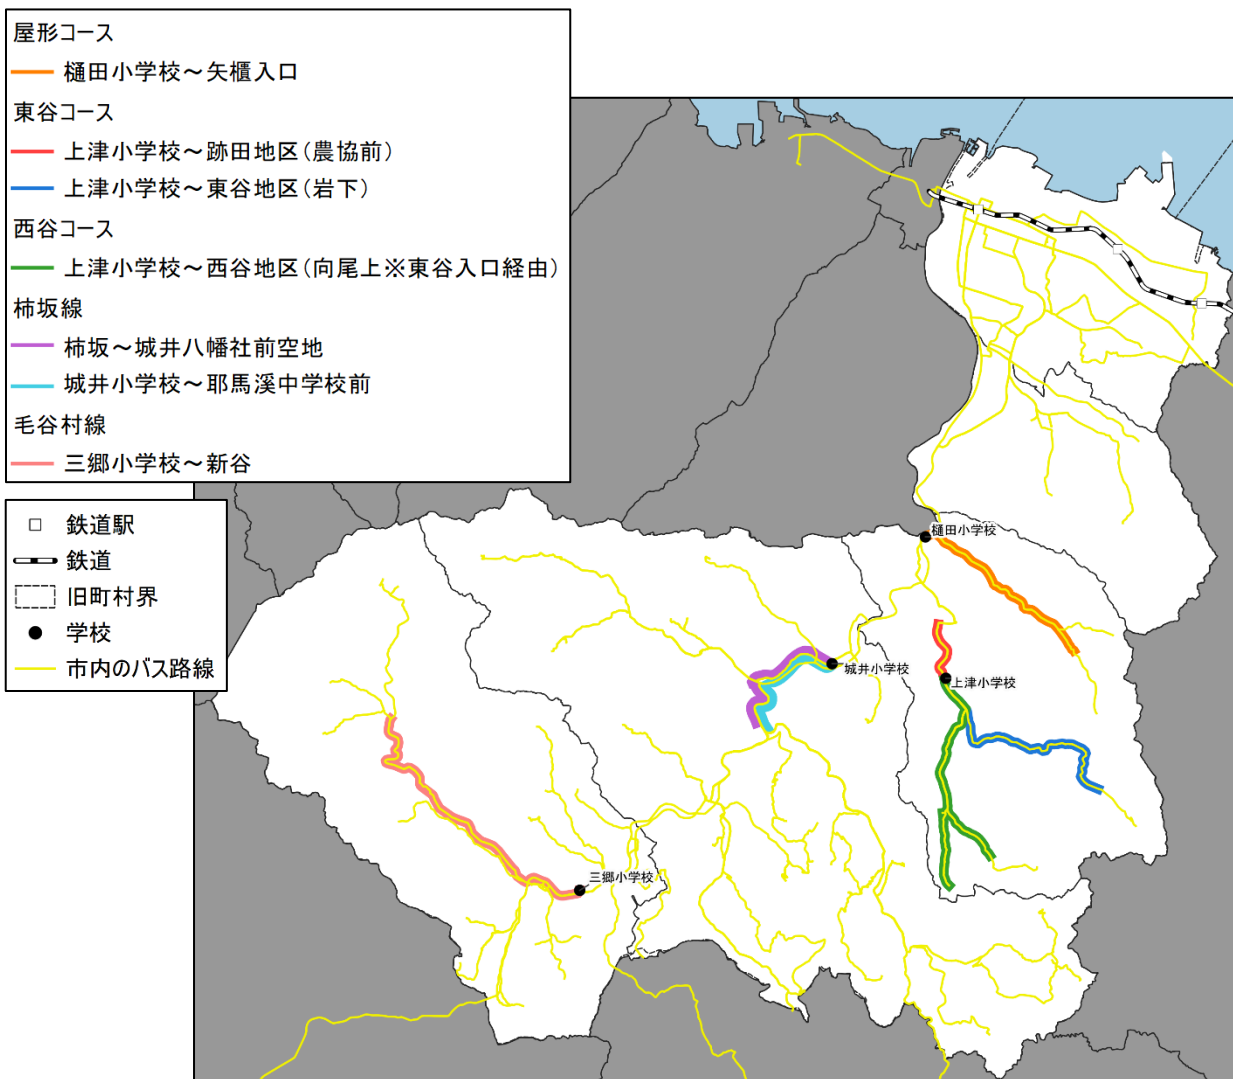 屋形コース
樋田小学校～矢櫃入口
東谷コース
上津小学校～跡田地区(農協前)
上津小学校～東谷地区(岩下)
西谷コース
上津小学校～西谷地区(向尾上※東谷入口経由)
柿坂線
柿坂～城井八幡社前空地
城井小学校～耶馬溪中学校前
毛谷村線
三郷小学校～新谷
鉄道駅
鉄道
旧町村界
学校
市内のバス路線
樋田小学校
城井小学校
上津小学校
三郷小学校